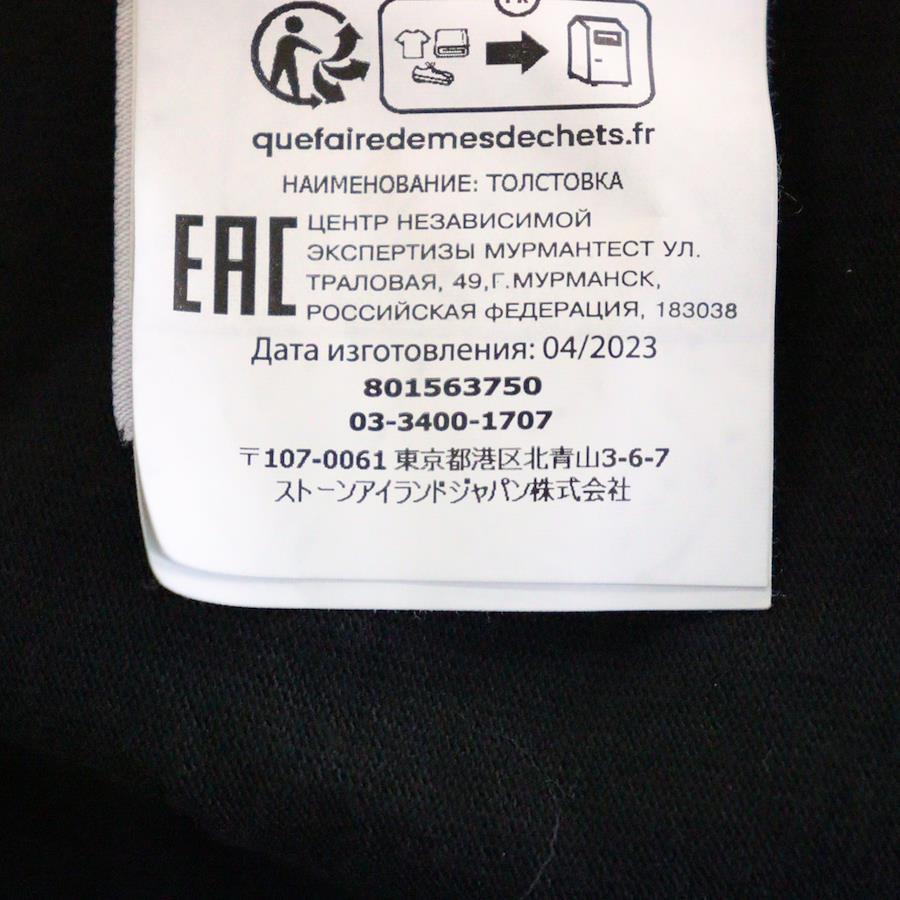 quefairedemesdechets.fr
НАИМЕНОВАНИЕ: ТОЛСТОВКА
EAC
ЦЕНТР НЕЗАВИСИМОЙ
ЭКСПЕРТИЗЫ МУРМАНТЕСТ УЛ.
ТРАЛОВАЯ, 49,Г.МУРМАНСК,
РОССИЙСКАЯ ФЕДЕРАЦИЯ, 183038
Дата изготовления: 04/2023
801563750
03-3400-1707
〒107-0061 東京都港区北青山3-6-7
ストーンアイランドジャパン株式会社